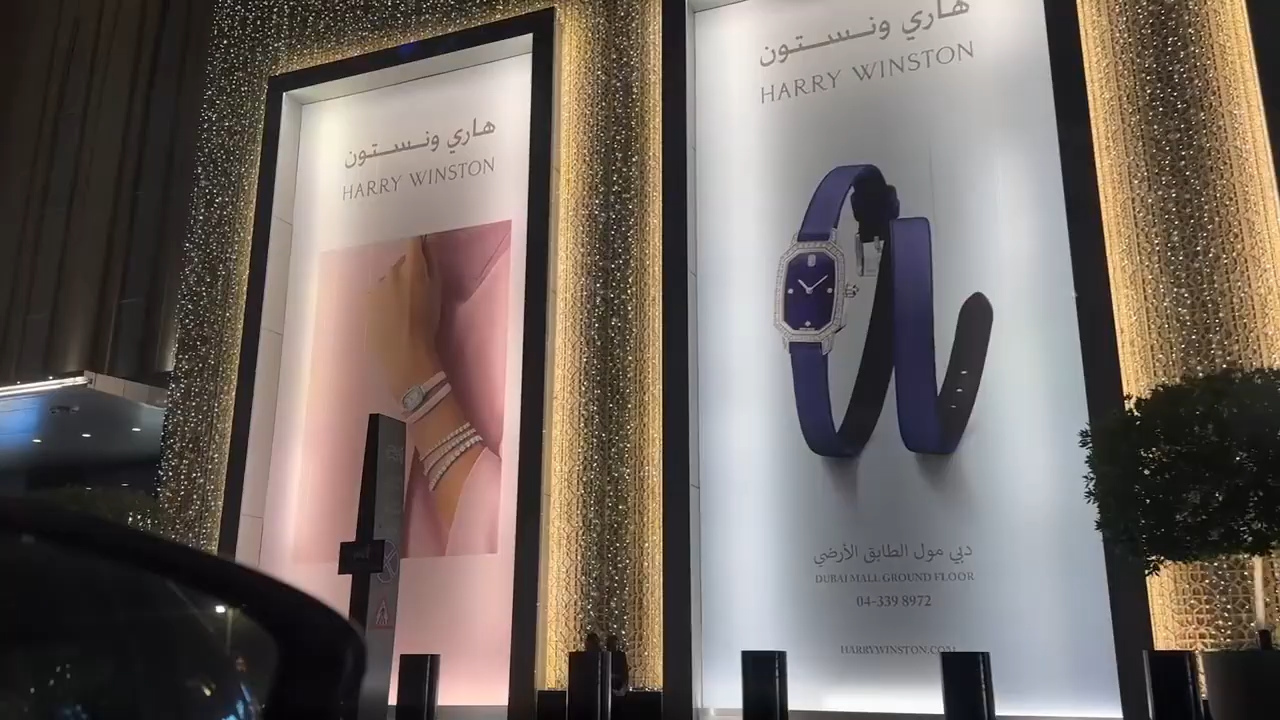 هاري ونستون
HARRY WINSTON
هاري ونستون
HARRY WINSTON
دبي مول الطابق الأرضي
DUBAI MALL GROUND FLOOR
04-339 8972
HARRYWINSTON.COM